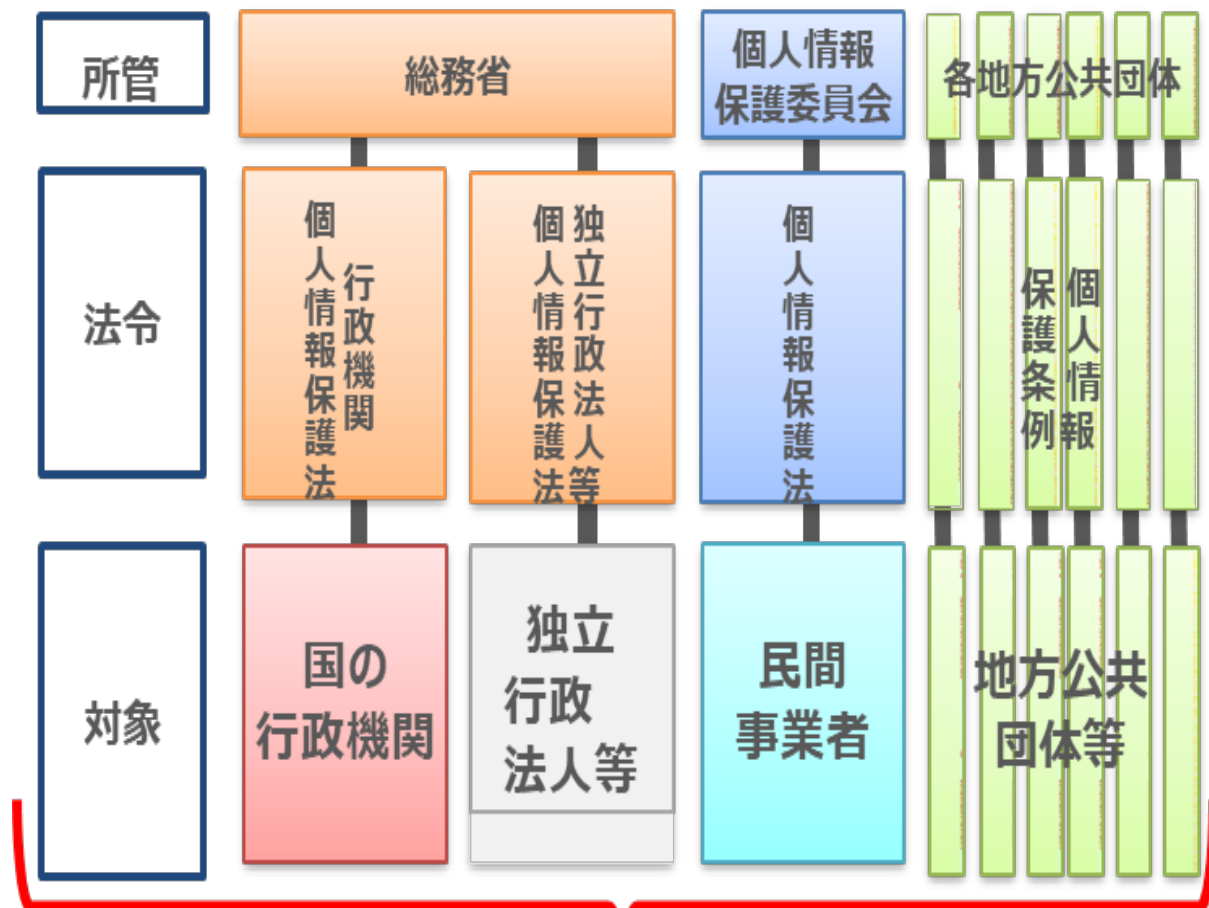 所管
総務省
個人情報
保護委員会
各地方公共団体
法令
行政機関
個人情報保護法
独立行政法人等
個人情報保護法
個人情報保護法
個人情報
保護条例
対象
国の
行政機関
独立
行政
法人等
民間
事業者
地方公共
団体等